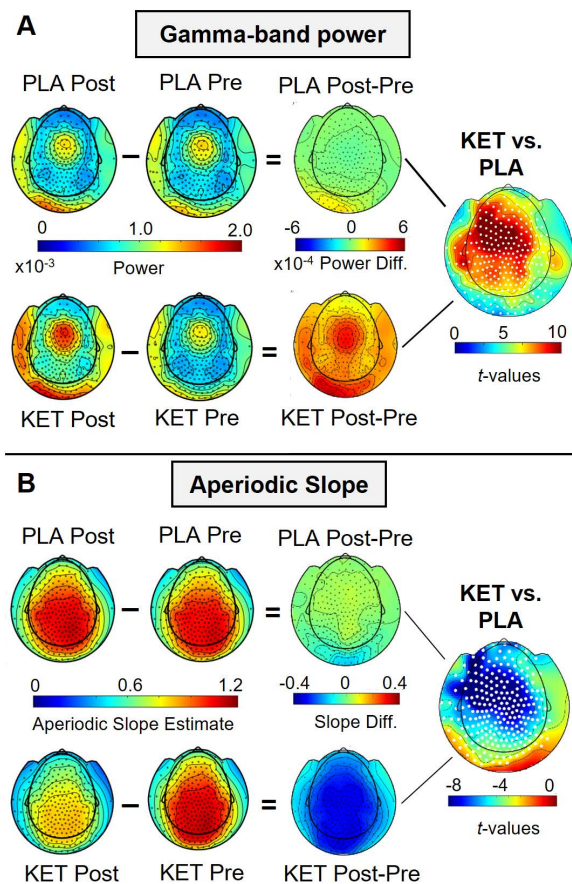 A
Gamma-band power
PLA Post
PLA Pre
PLA Post-Pre
KET vs.
PLA
0
1.0
2.0
x10-3
Power
-6
0
6
x10-4 Power Diff.
0
5
10
t-values
KET Post
KET Pre
KET Post-Pre
B
Aperiodic Slope
PLA Post
PLA Pre
PLA Post-Pre
KET vs.
PLA
0
0.6
1.2
Aperiodic Slope Estimate
-0.4
0
0.4
Slope Diff.
-8
-4
0
t-values
KET Post
KET Pre
KET Post-Pre